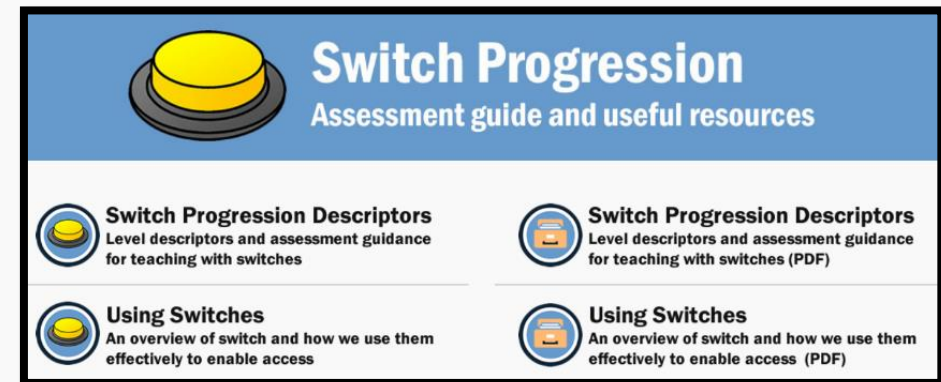 Switch Progression
Assessment guide and useful resources
Switch Progression Descriptors
Level descriptors and assessment guidance
for teaching with switches
Switch Progression Descriptors
Level descriptors and assessment guidance
for teaching with switches (PDF)
Using Switches
An overview of switch and how we use them
effectively to enable access
Using Switches
An overview of switch and how we use them
effectively to enable access (PDF)